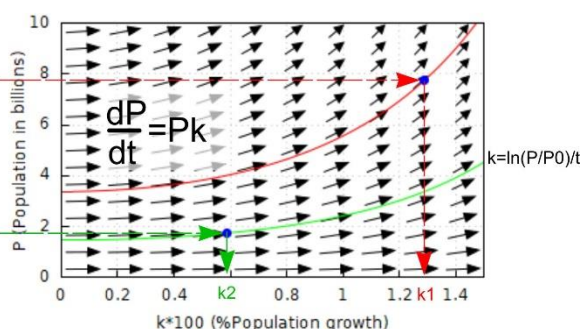 10
8
6
4
2
0
P (Population in billions)
dP
dt
=Pk
k=ln(P/P0)/t
0 0.2 0.4 k2 0.8 1 1.2 k1 1.4
k*100 (%Population growth)